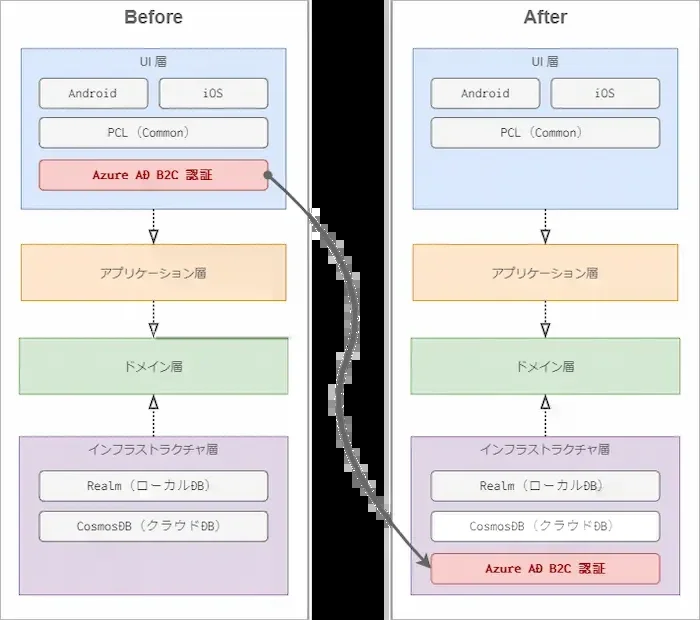 Before
UI 層
Android
iOS
PCL (Common)
Azure AD B2C 認証
アプリケーション層
ドメイン層
インフラストラクチャ層
Realm (ローカルDB)
CosmosDB (クラウドDB)
After
UI 層
Android
iOS
PCL (Common)
アプリケーション層
ドメイン層
インフラストラクチャ層
Realm (ローカルDB)
CosmosDB (クラウドDB)
Azure AD B2C 認証